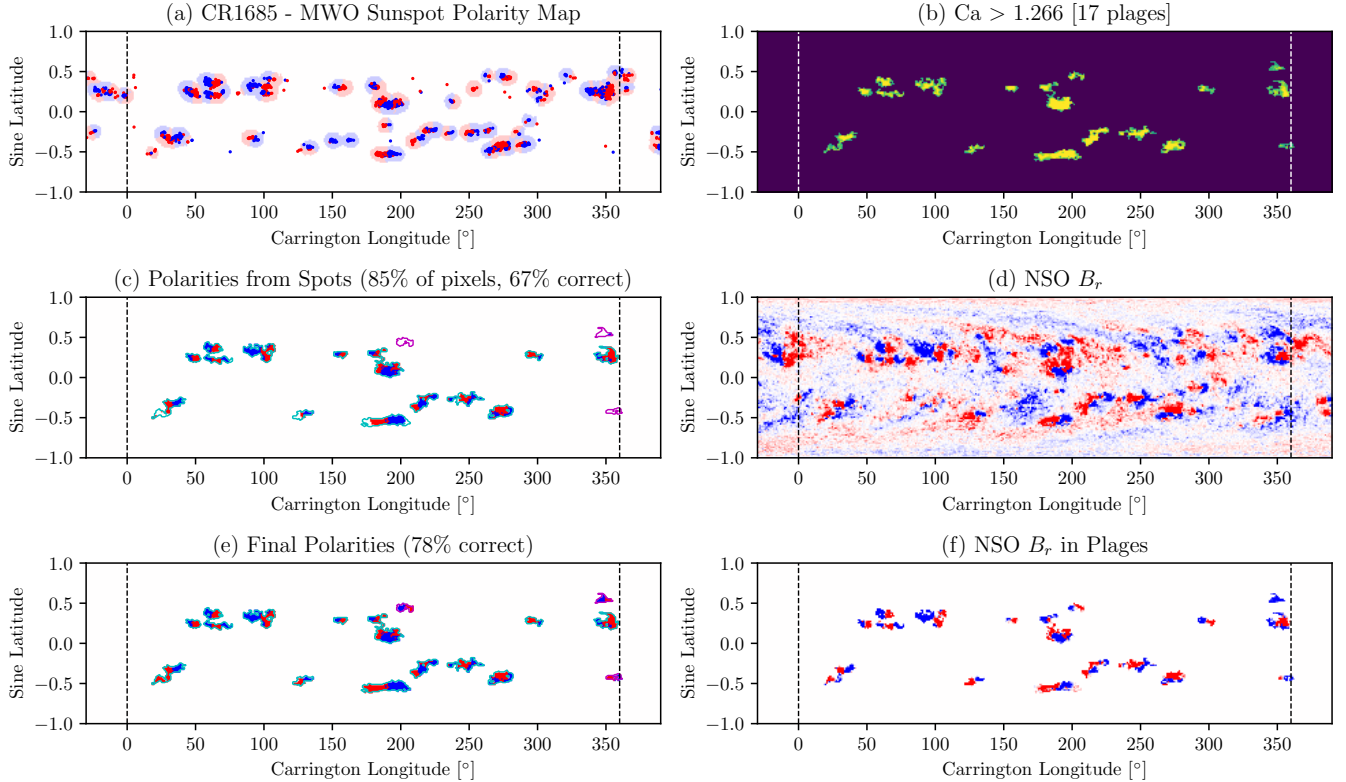 (a) CR1685 - MWO Sunspot Polarity Map
1.0
0.5
0.0
−0.5
−1.0
Sine Latitude
0 50 100 150 200 250 300 350
Carrington Longitude [°]
(b) Ca > 1.266 [17 plages]
1.0
0.5
0.0
−0.5
−1.0
Sine Latitude
0 50 100 150 200 250 300 350
Carrington Longitude [°]
(c) Polarities from Spots (85% of pixels, 67% correct)
1.0
0.5
0.0
−0.5
−1.0
Sine Latitude
0 50 100 150 200 250 300 350
Carrington Longitude [°]
(d) NSO Br
1.0
0.5
0.0
−0.5
−1.0
Sine Latitude
0 50 100 150 200 250 300 350
Carrington Longitude [°]
(e) Final Polarities (78% correct)
1.0
0.5
0.0
−0.5
−1.0
Sine Latitude
0 50 100 150 200 250 300 350
Carrington Longitude [°]
(f) NSO Br in Plages
1.0
0.5
0.0
−0.5
−1.0
Sine Latitude
0 50 100 150 200 250 300 350
Carrington Longitude [°]